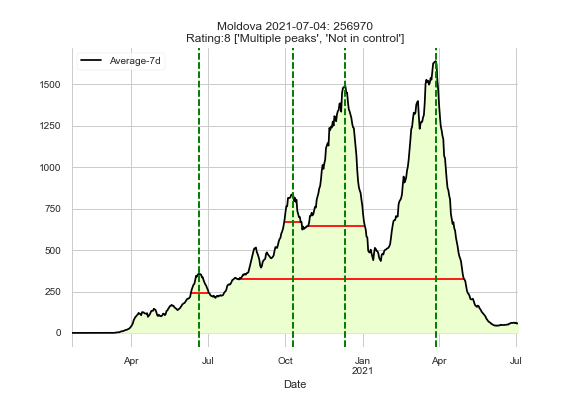 Moldova 2021-07-04: 256970
Rating:8 ['Multiple peaks', 'Not in control']
Average-7d
1500
1250
1000
750
500
250
0
Apr
Jul
Oct
Jan
2021
Apr
Jul
Date